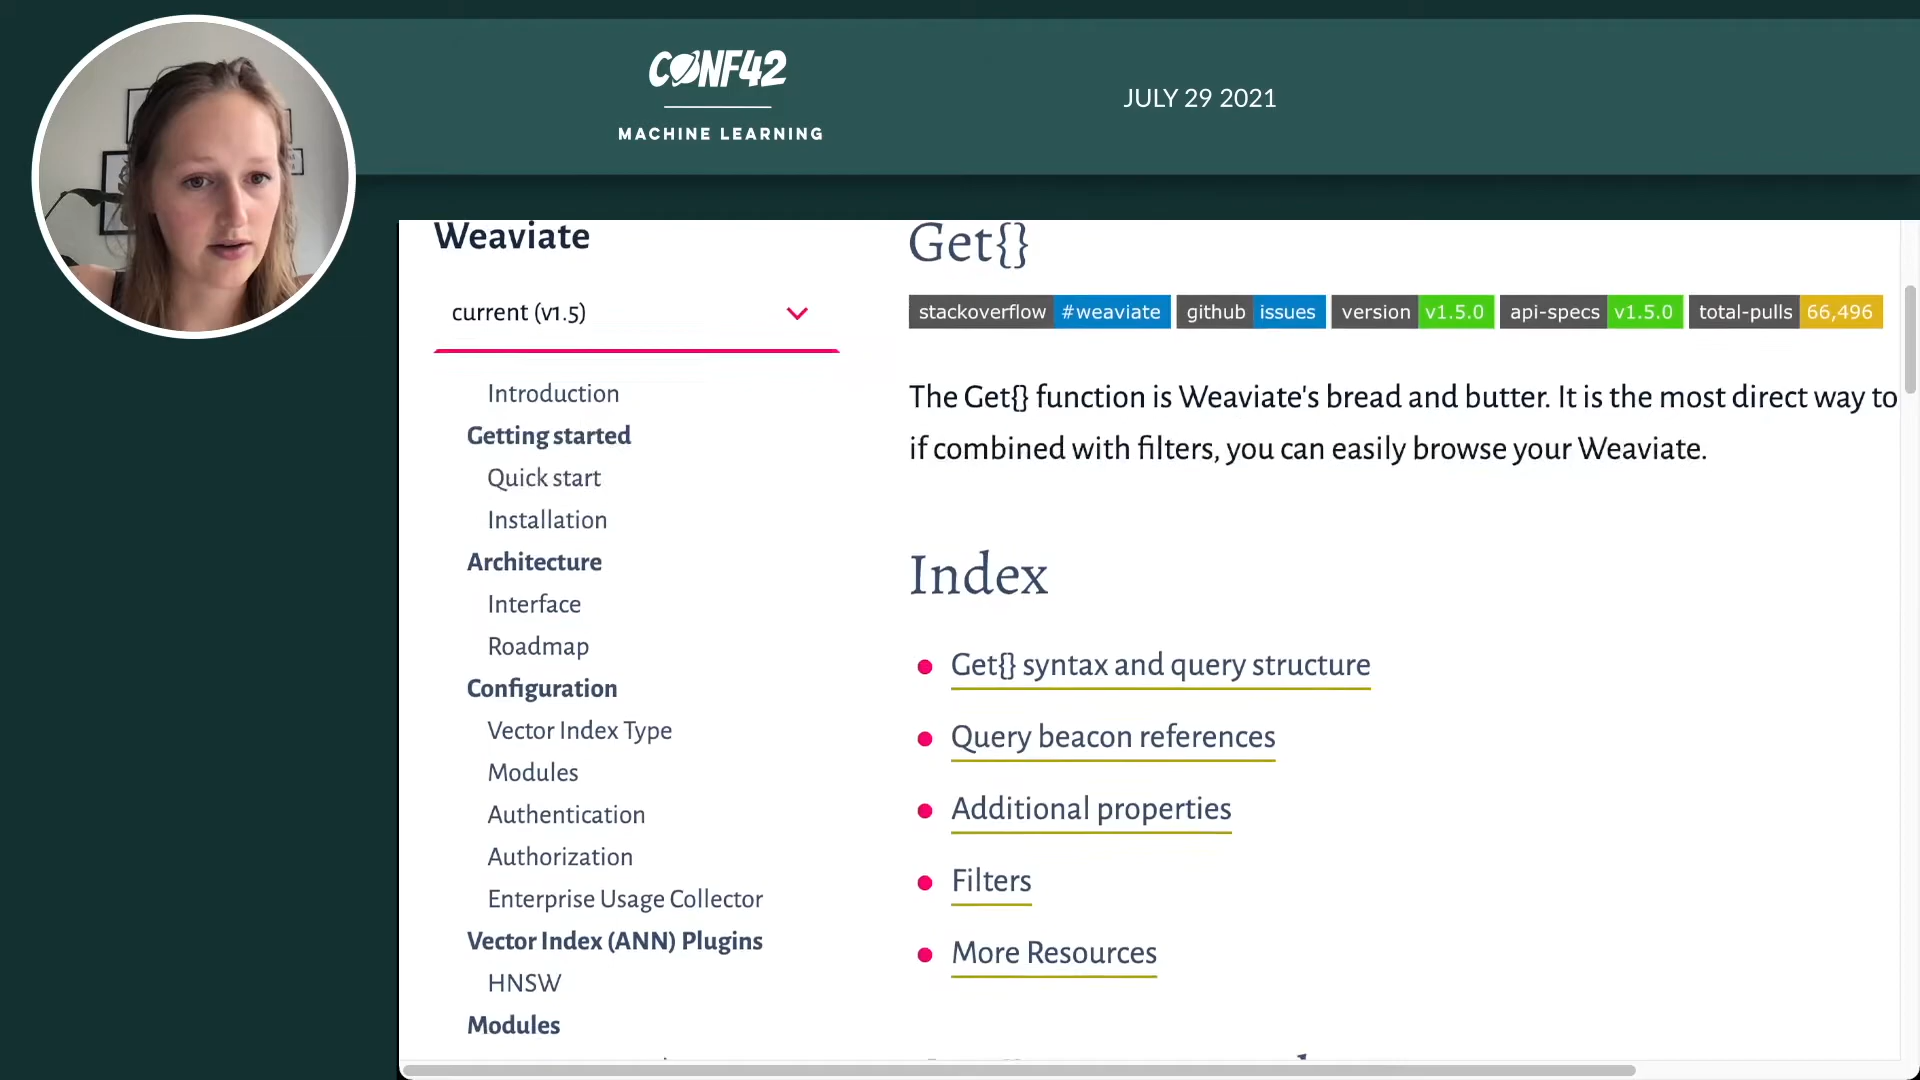 CONF42
MACHINE LEARNING
JULY 29 2021
Weaviate
current (v1.5)
Introduction
Getting started
Quick start
Installation
Architecture
Interface
Roadmap
Configuration
Vector Index Type
Modules
Authentication
Authorization
Enterprise Usage Collector
Vector Index (ANN) Plugins
HNSW
Modules
Get{}
stackoverflow #weaviate github issues version v1.5.0 api-specs v1.5.0 total-pulls 66,496
The Get{} function is Weaviate's bread and butter. It is the most direct way to
if combined with filters, you can easily browse your Weaviate.
Index
Get{} syntax and query structure
Query beacon references
Additional properties
Filters
More Resources